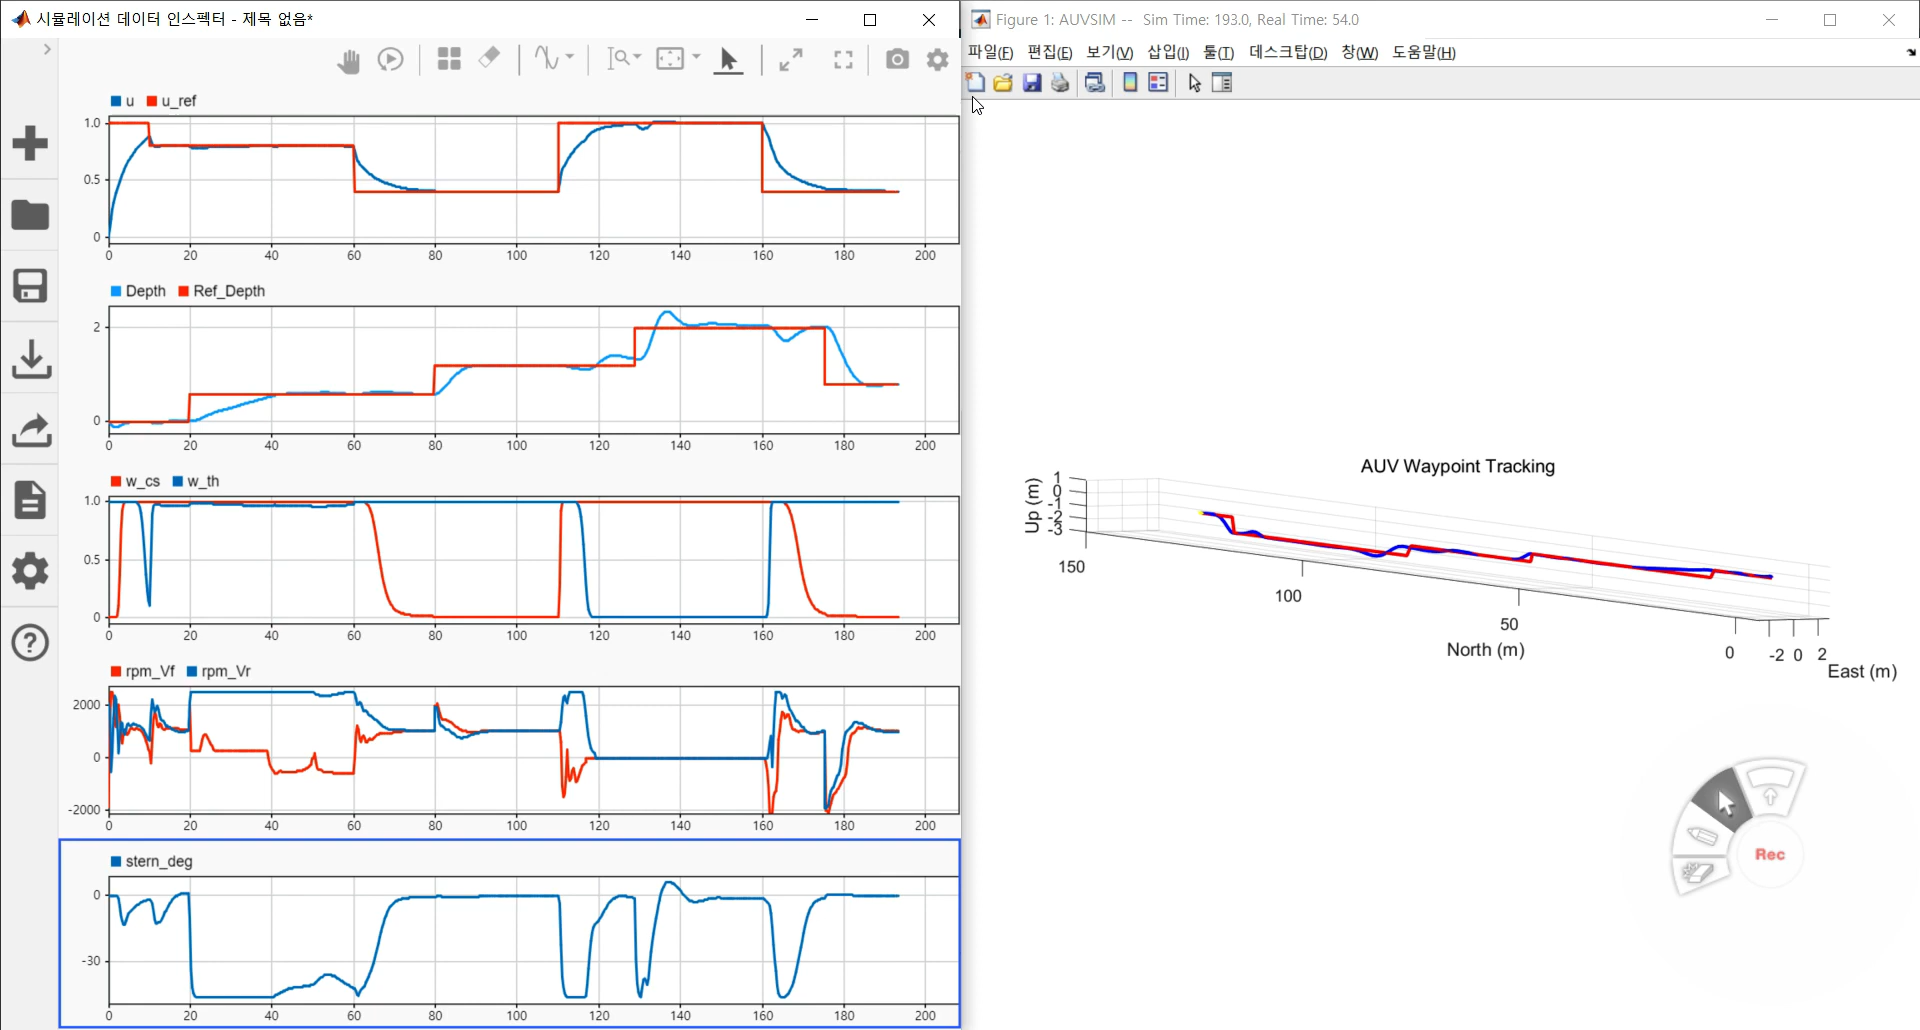 시뮬레이션 데이터 인스펙터 - 제목 없음*
u u_ref
1.0
0.5
0
0 20 40 60 80 100 120 140 160 180 200
Depth Ref_Depth
2
0
0 20 40 60 80 100 120 140 160 180 200
w_cs w_th
1.0
0.5
0
0 20 40 60 80 100 120 140 160 180 200
rpm_Vf rpm_Vr
2000
0
-2000
0 20 40 60 80 100 120 140 160 180 200
stern_deg
0
-30
0 20 40 60 80 100 120 140 160 180 200
Figure 1: AUVSIM -- Sim Time: 193.0, Real Time: 54.0
파일(F) 편집(E) 보기(V) 삽입(I) 툴(T) 데스크탑(D) 창(W) 도움말(H)
AUV Waypoint Tracking
Up (m)
1
0
-1
-2
-3
150
100
50
0
North (m)
-2 0 2
East (m)
Rec